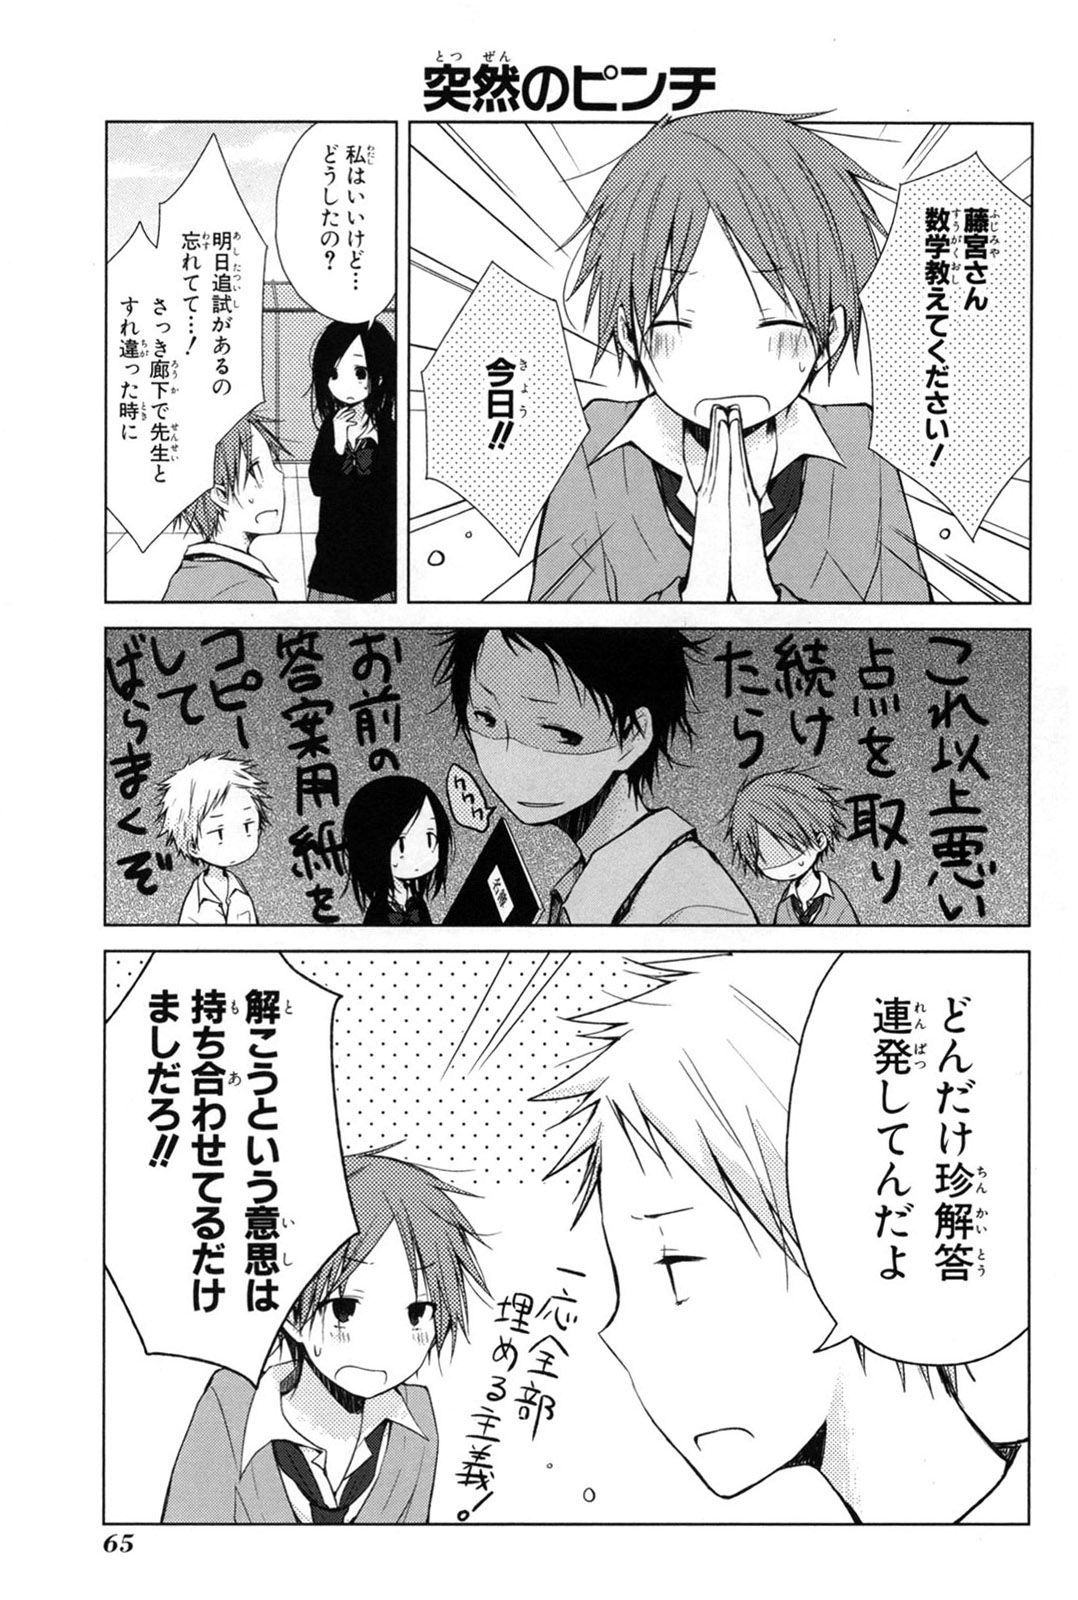 突然のピンチ
藤宮さん
数学教えてください！
今日!!
私はいいけど…
どうしたの？
明日追試があるの
忘れてて…！
さっき廊下で先生と
すれ違った時に
これ以上悪い
点を取り
続け
たら
お前の
答案用紙を
コピー
して
ばらまくぞ
ククク
どんだけ珍解答
連発してんだよ
一応全部
埋める主義！
解こうという意思は
持ち合わせてるだけ
ましだろ!!
65